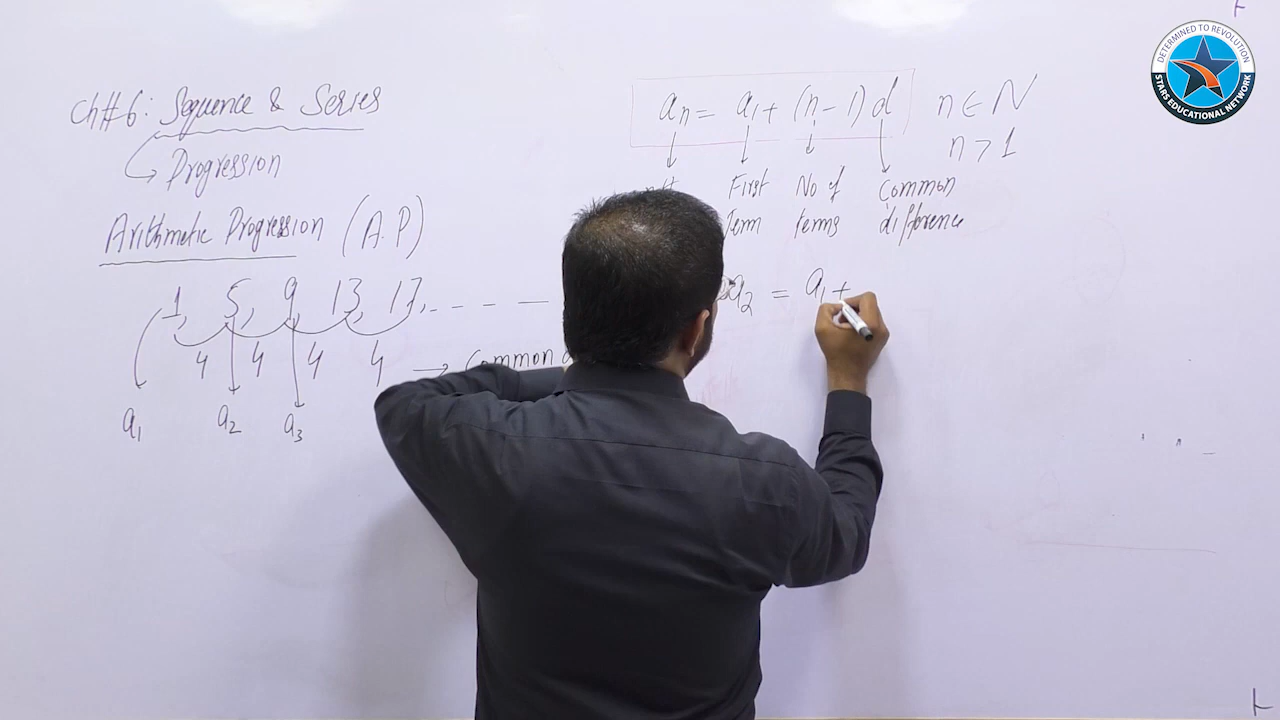 Ch#6: Sequence & Series
Progression
Arithmetic Progression (A.P)
1, 5, 9, 13, 17, - - - -
4 4 4 4 → Common
a1 a2 a3
an = a1 + (n-1) d n ∈ N
n > 1
First Term
No of terms
Common difference
a2 = a1 +
DETERMINED TO REVOLUTION
STARS EDUCATIONAL NETWORK